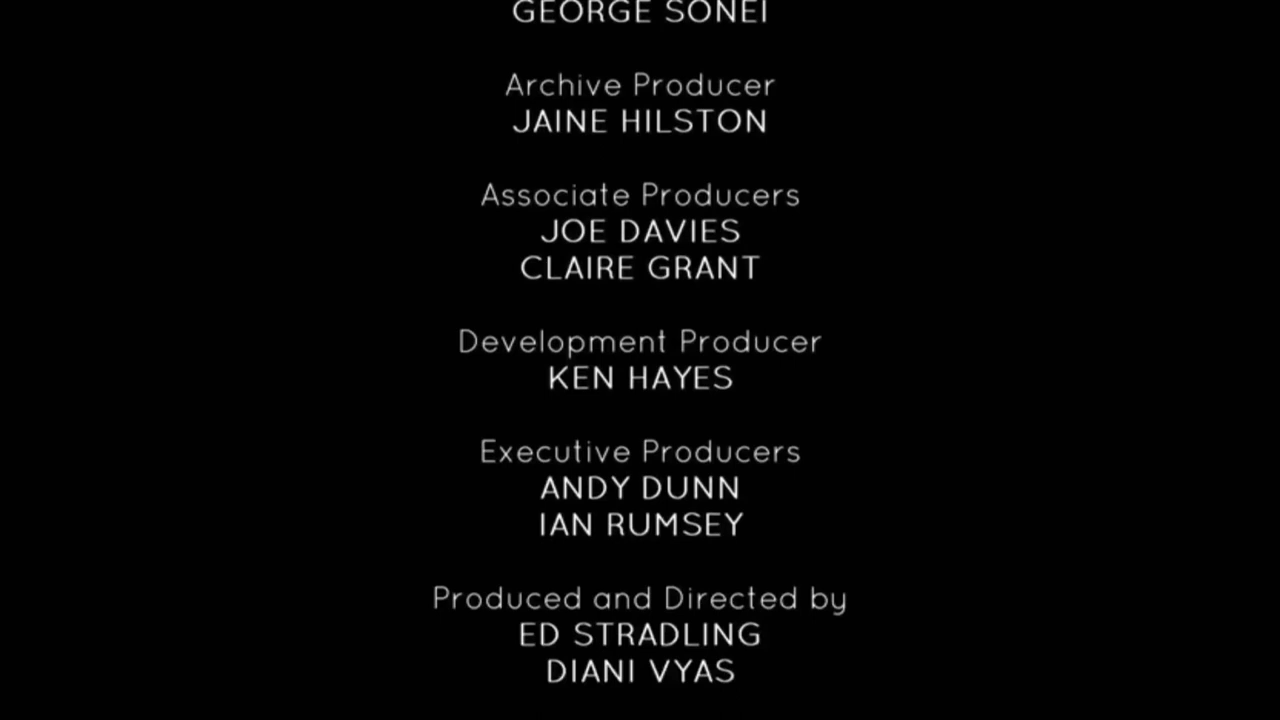 GEORGE SONEI
Archive Producer
JAINE HILSTON
Associate Producers
JOE DAVIES
CLAIRE GRANT
Development Producer
KEN HAYES
Executive Producers
ANDY DUNN
IAN RUMSEY
Produced and Directed by
ED STRADLING
DIANI VYAS